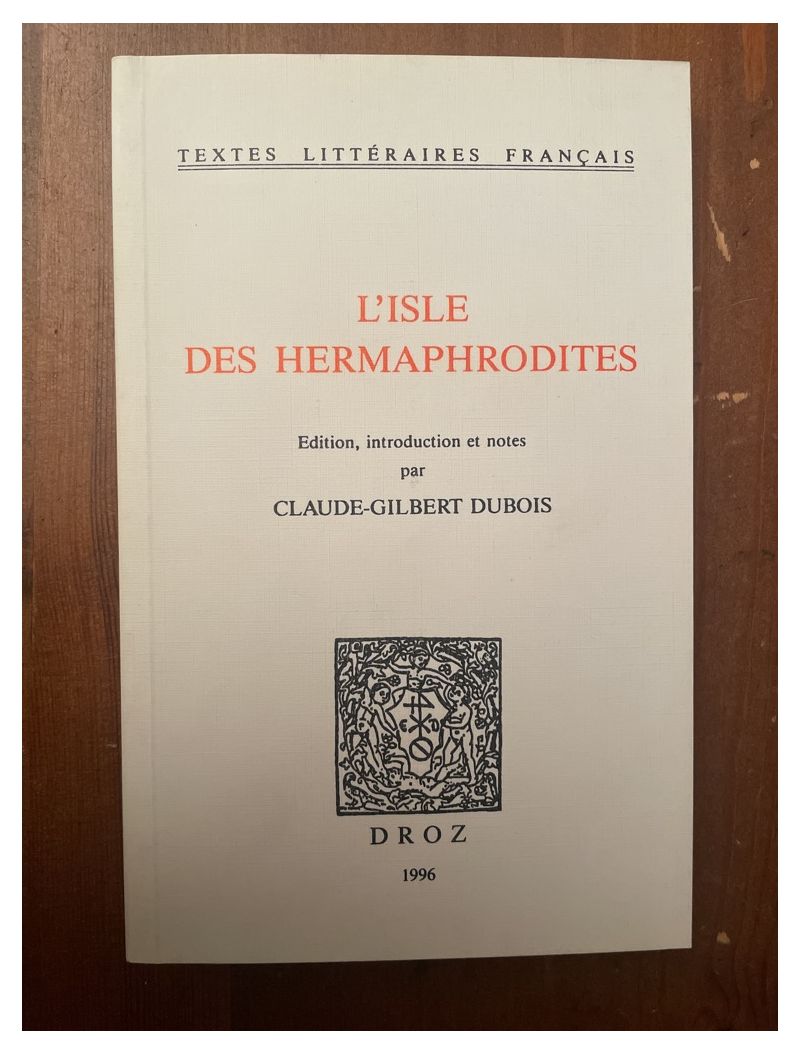 TEXTES LITTÉRAIRES FRANÇAIS
L'ISLE
DES HERMAPHRODITES
Edition, introduction et notes
par
CLAUDE-GILBERT DUBOIS
DROZ
1996